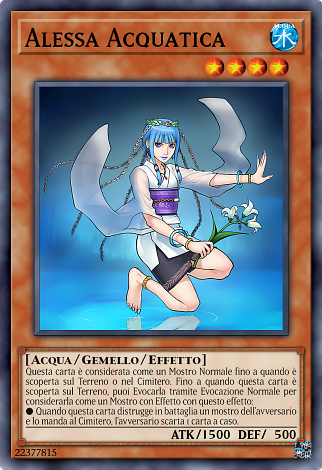 Alessa Acquatica
ACQUA
水
[Acqua/Gemello/Effetto]
Questa carta è considerata come un Mostro Normale fino a quando è
scoperta sul Terreno o nel Cimitero. Fino a quando questa carta è
scoperta sul Terreno, puoi Evocarla tramite Evocazione Normale per
considerarla come un Mostro con Effetto con questo effetto:
● Quando questa carta distrugge in battaglia un mostro dell'avversario
e lo manda al Cimitero, l'avversario scarta 1 carta a caso.
ATK/1500 DEF/ 500
22377815